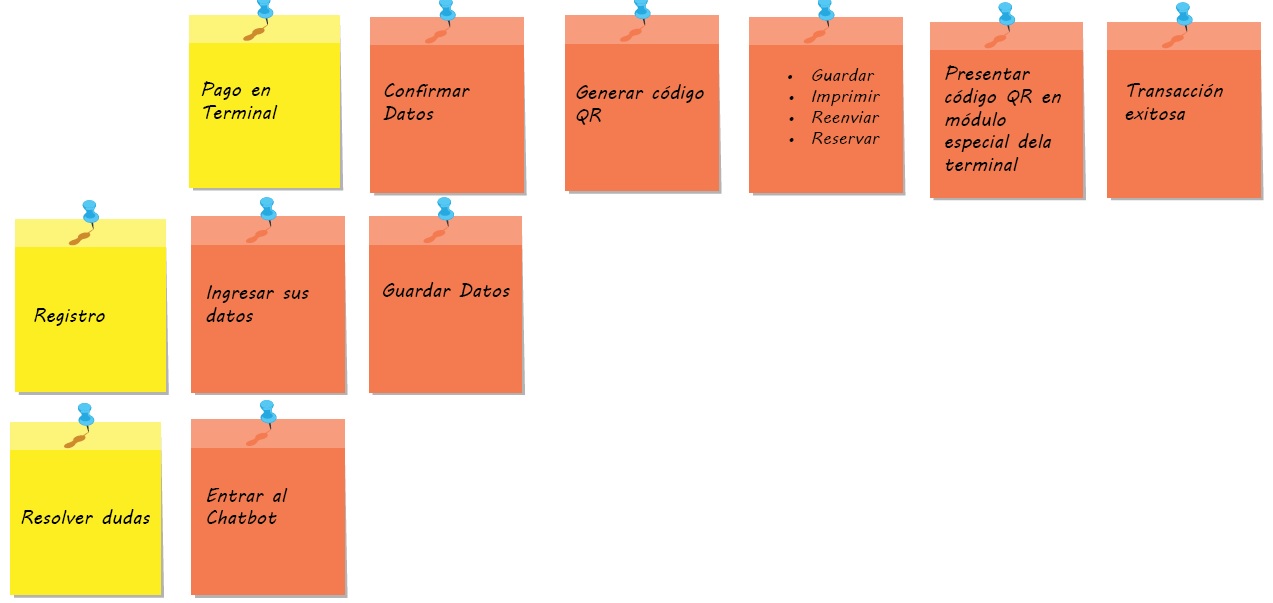 Pago en
Terminal
Confirmar
Datos
Generar código
QR
• Guardar
• Imprimir
• Reenviar
• Reservar
Presentar
código QR en
módulo
especial dela
terminal
Transacción
exitosa
Registro
Ingresar sus
datos
Guardar Datos
Resolver dudas
Entrar al
Chatbot